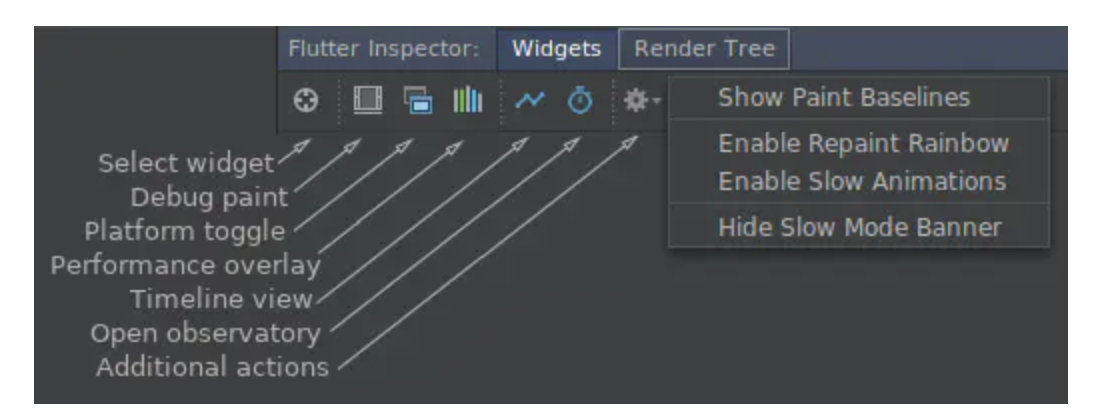 Flutter Inspector: Widgets Render Tree
Show Paint Baselines
Enable Repaint Rainbow
Enable Slow Animations
Hide Slow Mode Banner
Select widget
Debug paint
Platform toggle
Performance overlay
Timeline view
Open observatory
Additional actions